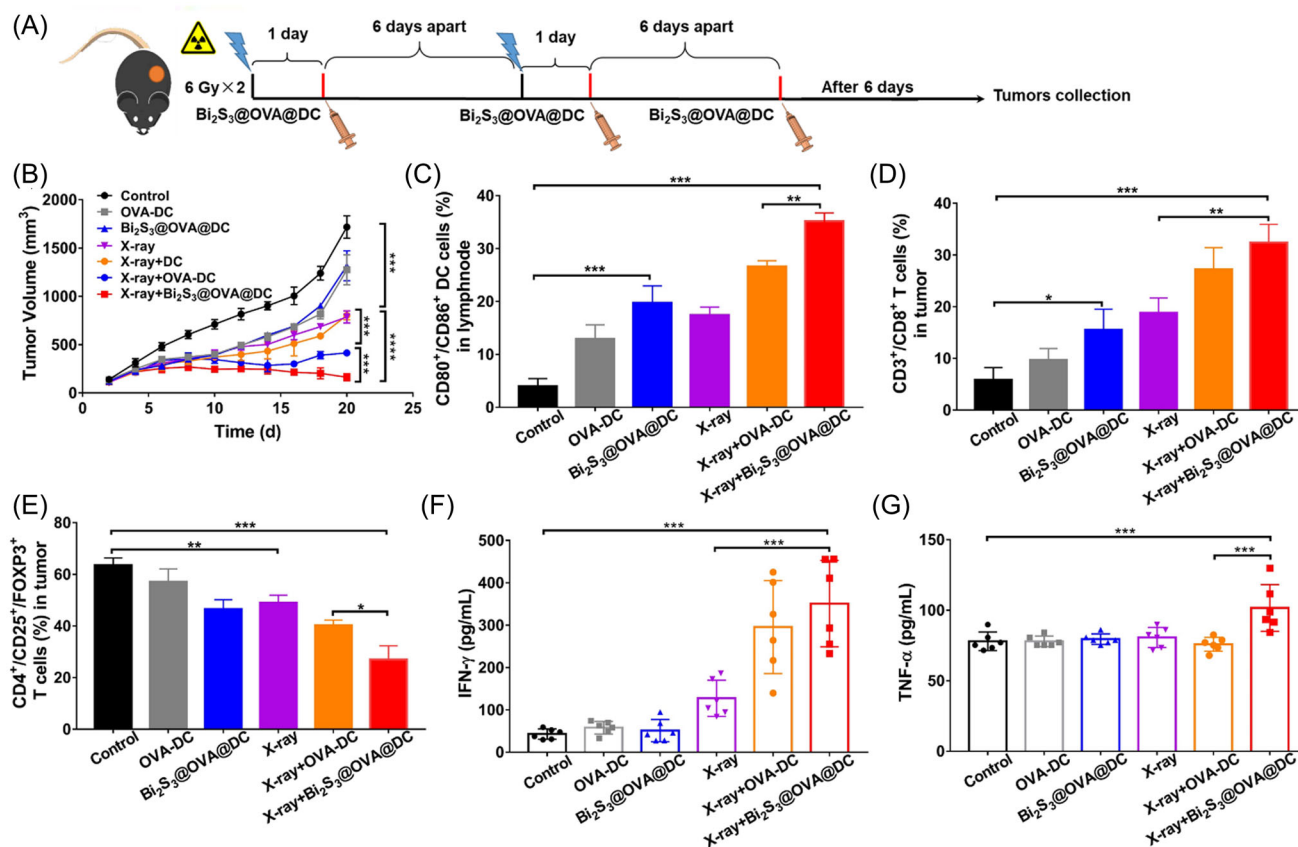 (A)
1 day
6 days apart
1 day
6 days apart
6 Gy×2
After 6 days
Tumors collection
Bi₂S₃@OVA@DC
Bi₂S₃@OVA@DC
Bi₂S₃@OVA@DC
(B)
Tumor Volume (mm³)
2000
1500
1000
500
0
0
5
10
15
20
25
Time (d)
Control
OVA-DC
Bi₂S₃@OVA@DC
X-ray
X-ray+DC
X-ray+OVA-DC
X-ray+Bi₂S₃@OVA@DC
***
***
***
****
(C)
CD80⁺/CD86⁺ DC cells (%)
in lymphnode
40
30
20
10
0
***
**
***
Control
OVA-DC
Bi₂S₃@OVA@DC
X-ray
X-ray+OVA-DC
X-ray+Bi₂S₃@OVA@DC
(D)
CD3⁺/CD8⁺ T cells (%)
in tumor
40
30
20
10
0
***
**
*
Control
OVA-DC
Bi₂S₃@OVA@DC
X-ray
X-ray+OVA-DC
X-ray+Bi₂S₃@OVA@DC
(E)
CD4⁺/CD25⁺/FOXP3⁺
T cells (%) in tumor
80
60
40
20
0
***
**
*
Control
OVA-DC
Bi₂S₃@OVA@DC
X-ray
X-ray+OVA-DC
X-ray+Bi₂S₃@OVA@DC
(F)
IFN-γ (pg/mL)
500
400
300
200
100
0
***
***
Control
OVA-DC
Bi₂S₃@OVA@DC
X-ray
X-ray+OVA-DC
X-ray+Bi₂S₃@OVA@DC
(G)
TNF-α (pg/mL)
150
100
50
0
***
***
Control
OVA-DC
Bi₂S₃@OVA@DC
X-ray
X-ray+OVA-DC
X-ray+Bi₂S₃@OVA@DC